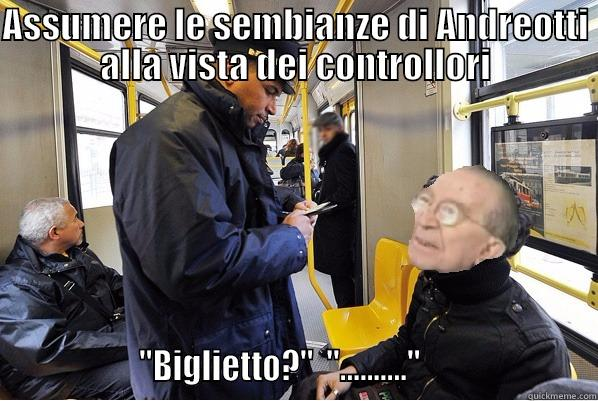 Assumere le sembianze di Andreotti
alla vista dei controllori
"Biglietto?" ".........."
quickmeme.com